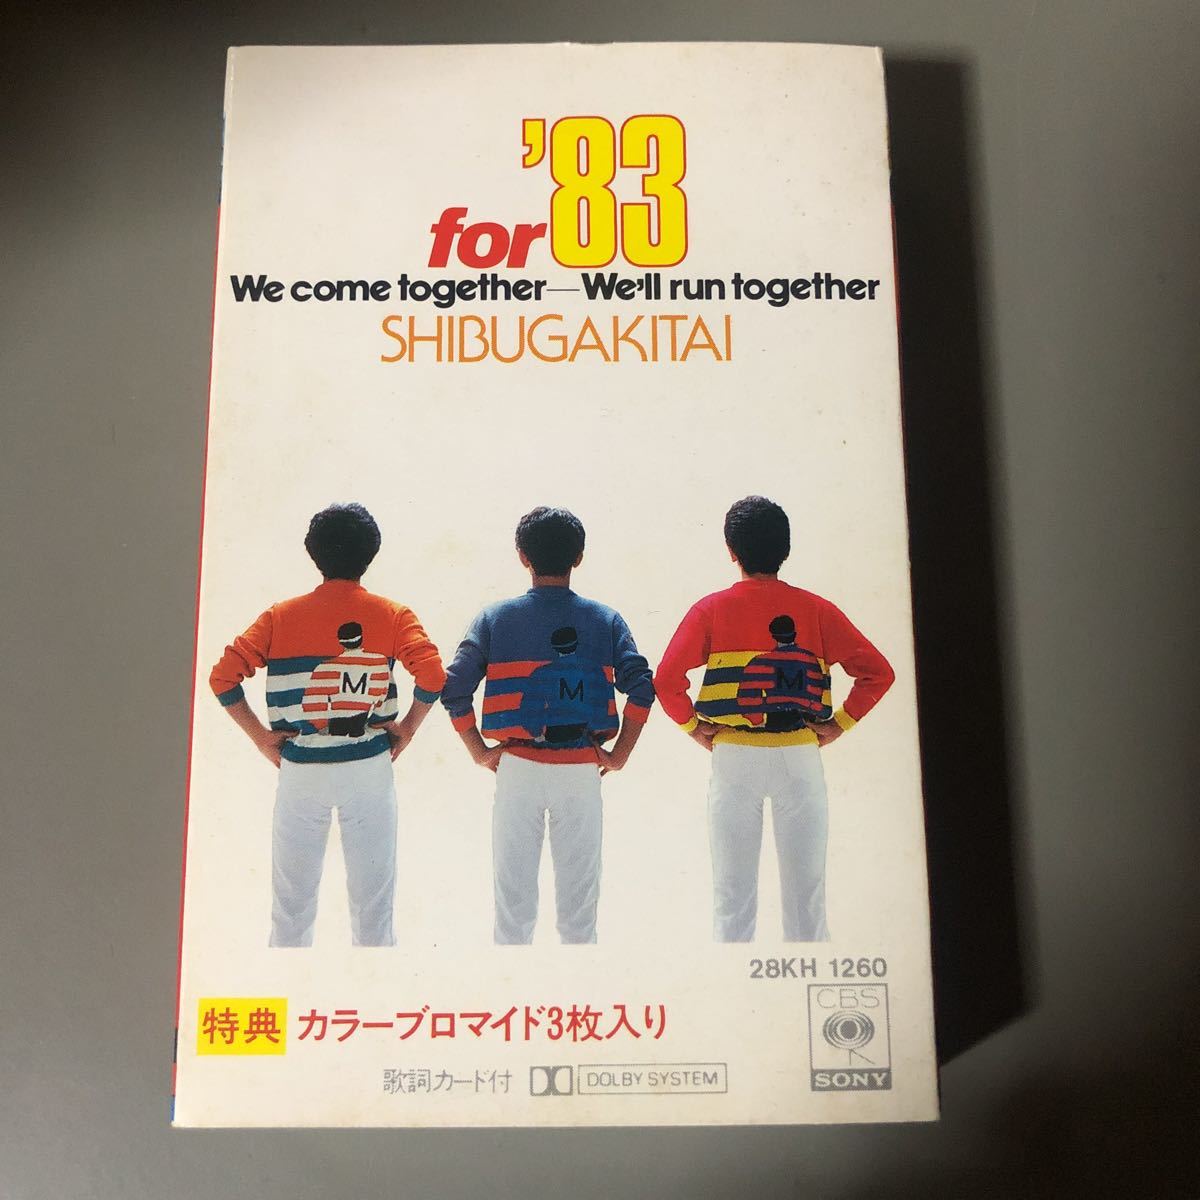 for '83
We come together—We'll run together
SHIBUGAKITAI
M M M
28KH 1260
CBS
SONY
特典 カラーブロマイド3枚入り
歌詞カード付 DOLBY SYSTEM